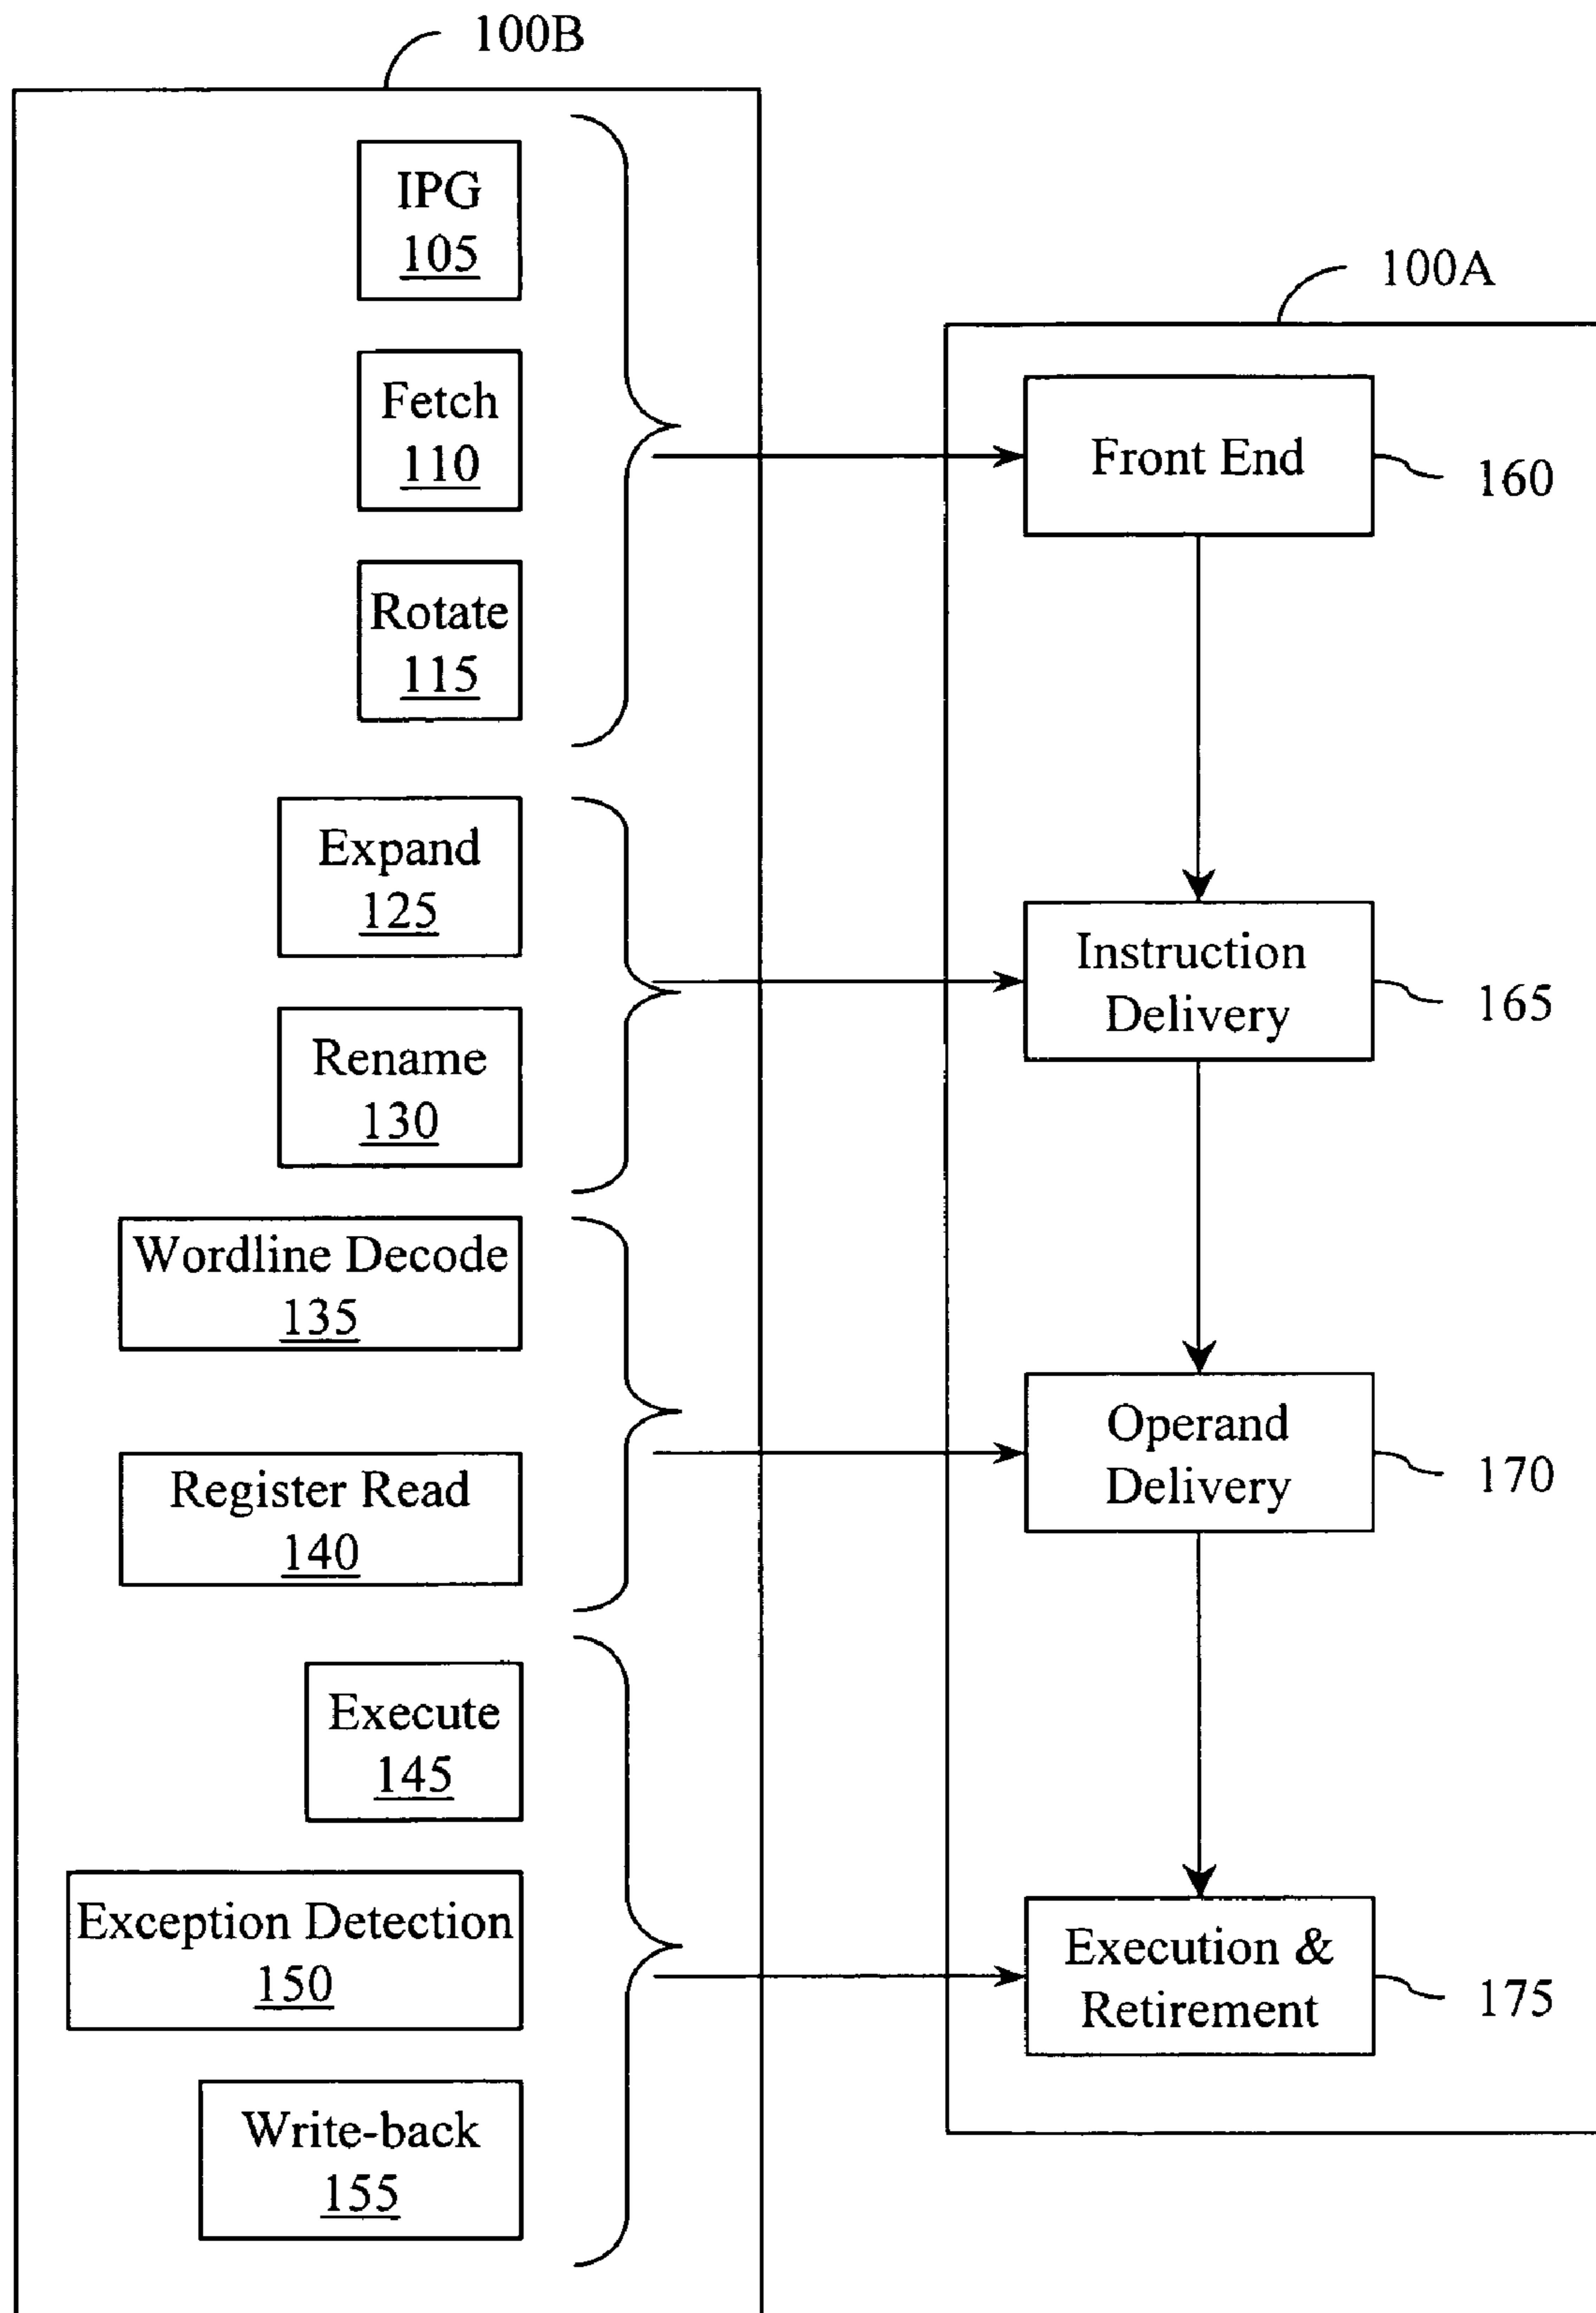 100B
IPG
105
Fetch
110
Rotate
115
Expand
125
Rename
130
Wordline Decode
135
Register Read
140
Execute
145
Exception Detection
150
Write-back
155
100A
Front End
160
Instruction
Delivery
165
Operand
Delivery
170
Execution &
Retirement
175